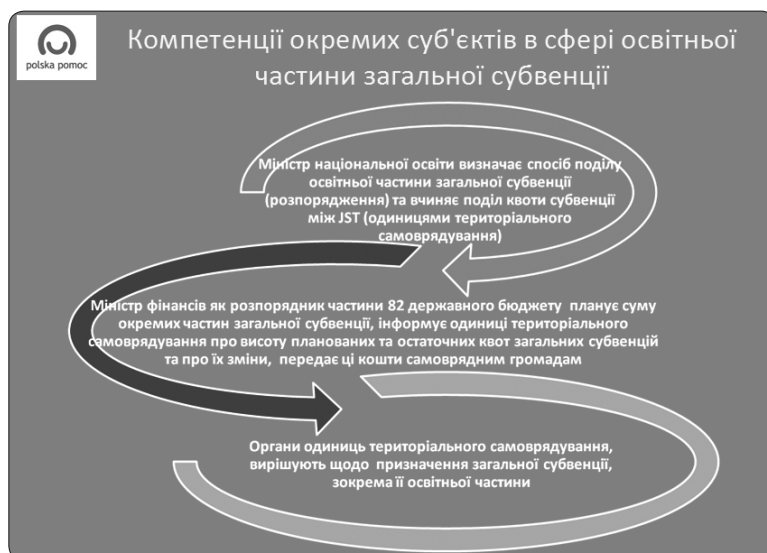 polska pomoc
Компетенції окремих суб'єктів в сфері освітньої
частини загальної субвенції
Міністр національної освіти визначає спосіб поділу
освітньої частини загальної субвенції
(розпорядження) та вчиняє поділ квоти субвенції
між JST (одиницями територіального
самоврядування)
Міністр фінансів як розпорядник частини 82 державного бюджету планує суму
окремих частин загальної субвенції, інформує одиниці територіального
самоврядування про висоту планованих та остаточних квот загальних субвенцій
та про їх зміни, передає ці кошти самоврядним громадам
Органи одиниць територіального самоврядування,
вирішують щодо призначення загальної субвенції,
зокрема її освітньої частини